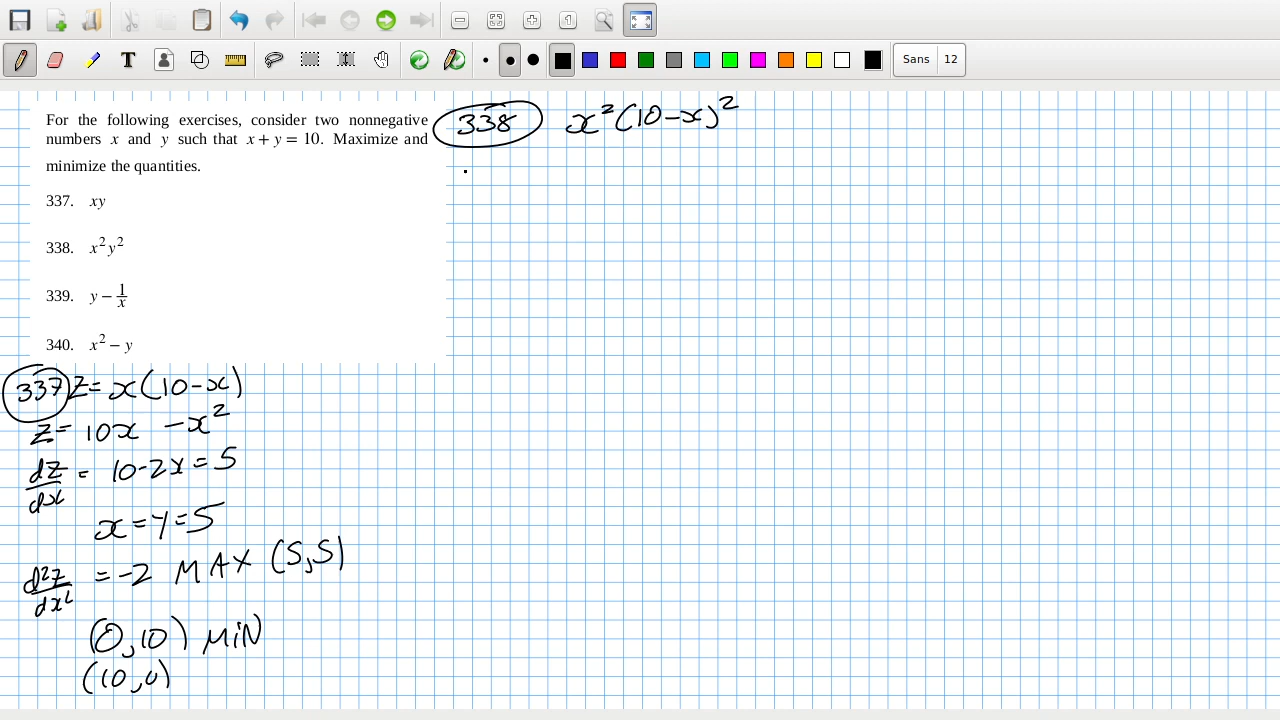 Sans 12
For the following exercises, consider two nonnegative
numbers x and y such that x + y = 10. Maximize and
minimize the quantities.
337. xy
338. x²y²
339. y − 1/x
340. x² − y
337 z = x(10-x)
z = 10x - x²
dz/dx = 10-2x = 5
x = y = 5
d²z/dx² = -2 MAX (5,5)
(0,10) MIN
(10,0)
338 x²(10-x)²